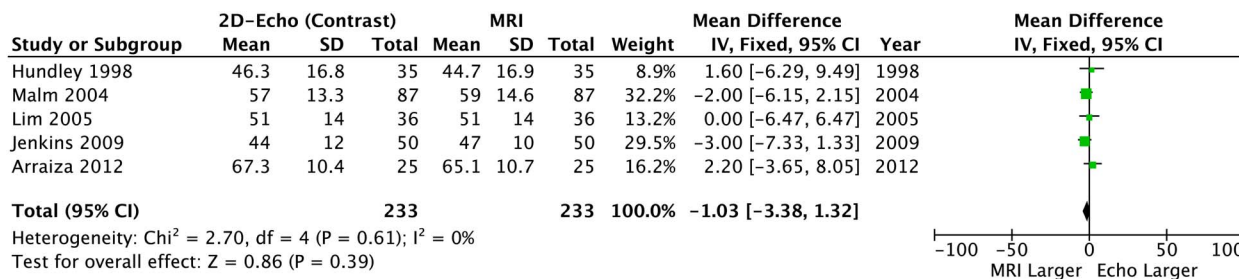 2D-Echo (Contrast) MRI Mean Difference Mean Difference
Study or Subgroup Mean SD Total Mean SD Total Weight IV, Fixed, 95% CI Year IV, Fixed, 95% CI
Hundley 1998 46.3 16.8 35 44.7 16.9 35 8.9% 1.60 [-6.29, 9.49] 1998
Malm 2004 57 13.3 87 59 14.6 87 32.2% -2.00 [-6.15, 2.15] 2004
Lim 2005 51 14 36 51 14 36 13.2% 0.00 [-6.47, 6.47] 2005
Jenkins 2009 44 12 50 47 10 50 29.5% -3.00 [-7.33, 1.33] 2009
Arraiza 2012 67.3 10.4 25 65.1 10.7 25 16.2% 2.20 [-3.65, 8.05] 2012
Total (95% CI) 233 233 100.0% -1.03 [-3.38, 1.32]
Heterogeneity: Chi² = 2.70, df = 4 (P = 0.61); I² = 0%
Test for overall effect: Z = 0.86 (P = 0.39)
-100 -50 0 50 100
MRI Larger Echo Larger